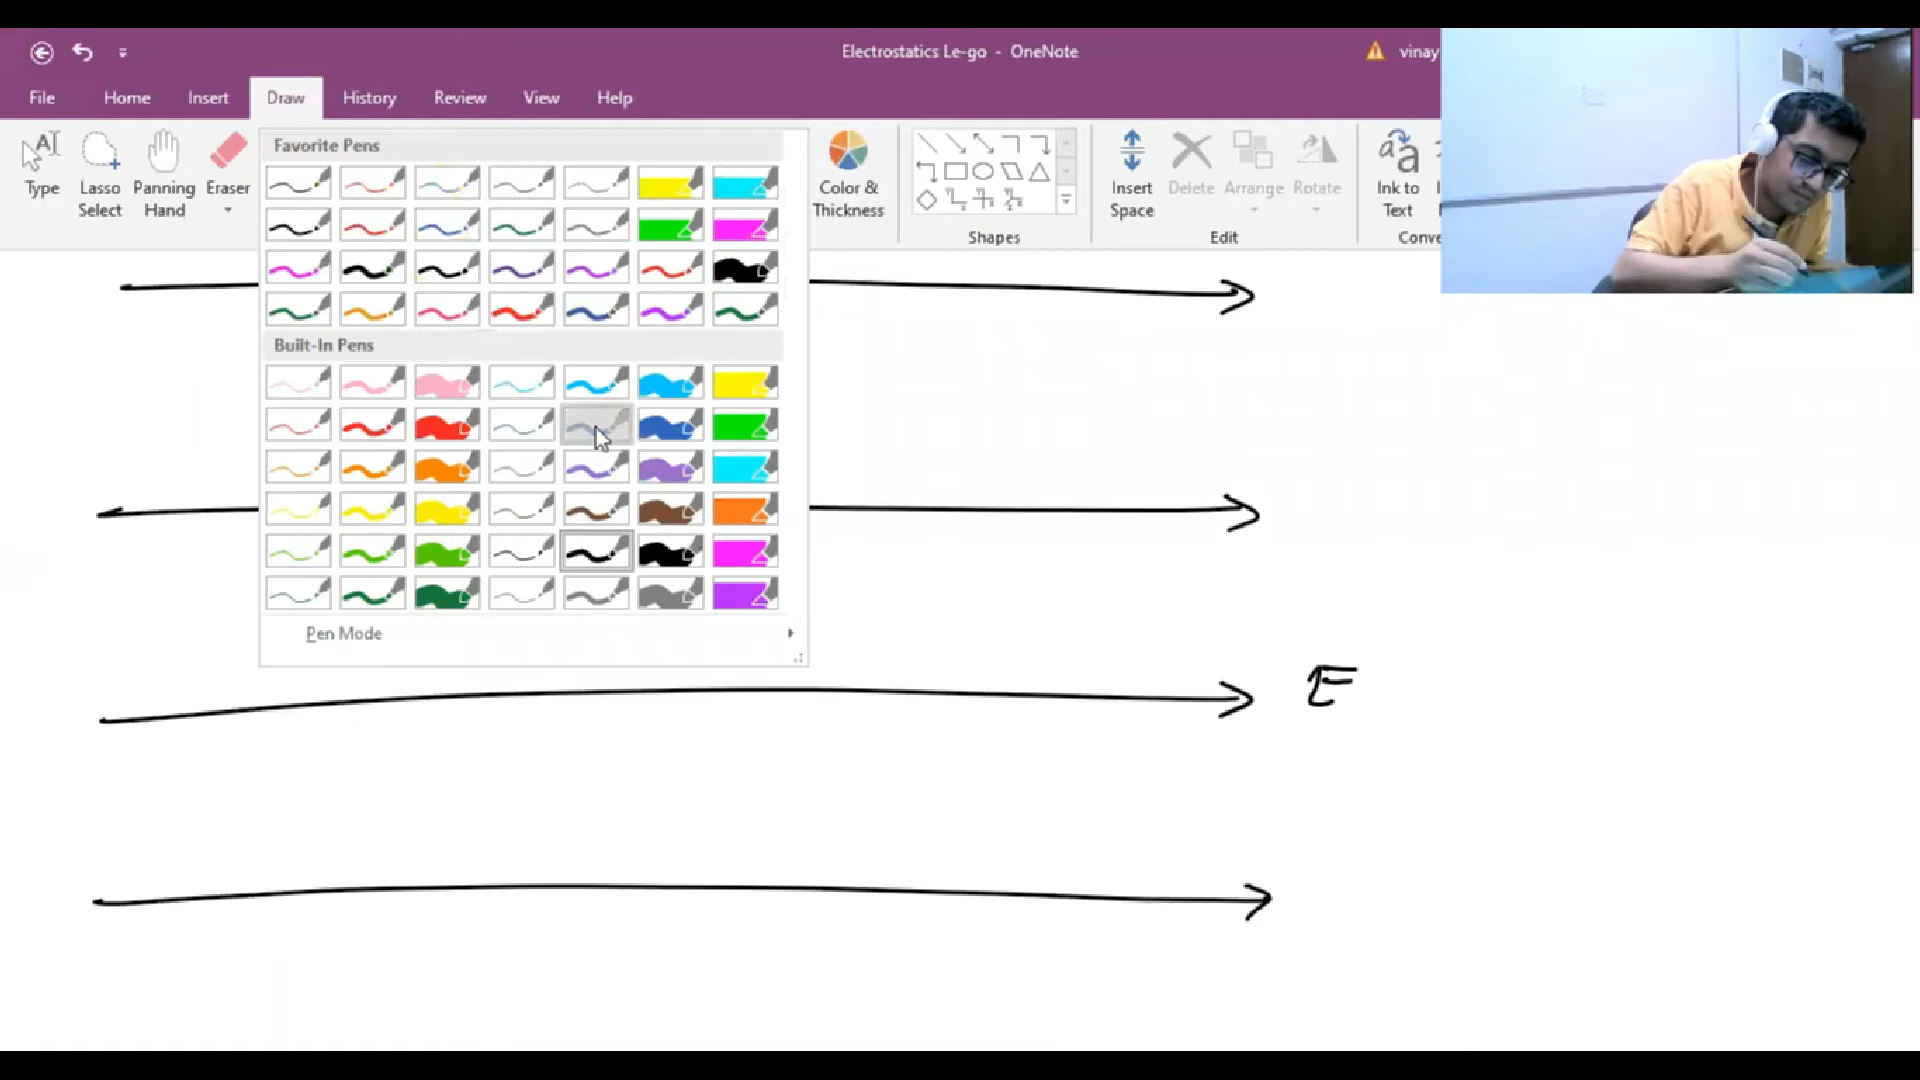 Electrostatics Le-go - OneNote
vinay
File Home Insert Draw History Review View Help
Type
Lasso Select
Panning Hand
Eraser
Favorite Pens
Built-In Pens
Pen Mode
Color & Thickness
Shapes
Insert Space
Delete
Arrange
Rotate
Edit
Ink to Text
Conve
E